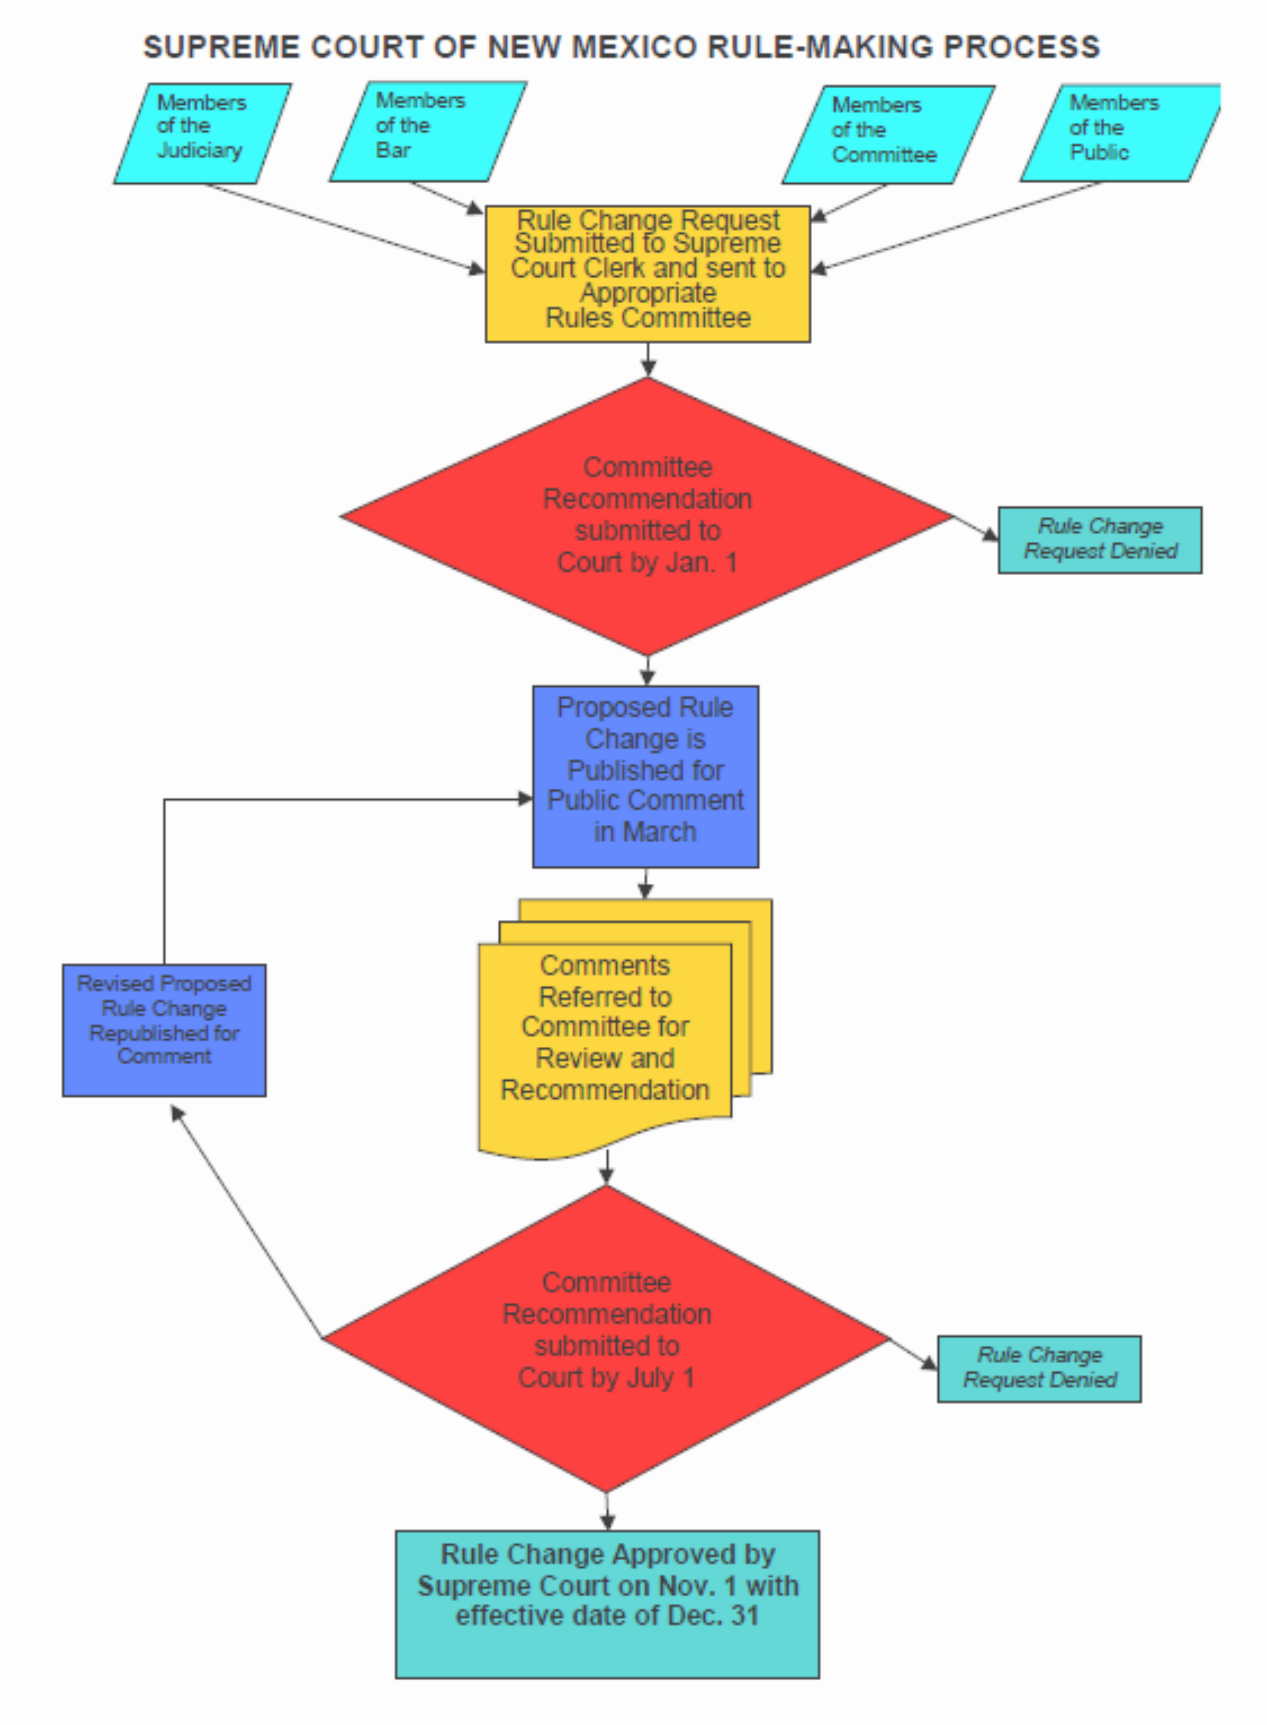 SUPREME COURT OF NEW MEXICO RULE-MAKING PROCESS
Members
of the
Judiciary
Members
of the
Bar
Members
of the
Committee
Members
of the
Public
Rule Change Request
Submitted to Supreme
Court Clerk and sent to
Appropriate
Rules Committee
Committee
Recommendation
submitted to
Court by Jan. 1
Rule Change
Request Denied
Proposed Rule
Change is
Published for
Public Comment
in March
Comments
Referred to
Committee for
Review and
Recommendation
Revised Proposed
Rule Change
Republished for
Comment
Committee
Recommendation
submitted to
Court by July 1
Rule Change
Request Denied
Rule Change Approved by
Supreme Court on Nov. 1 with
effective date of Dec. 31